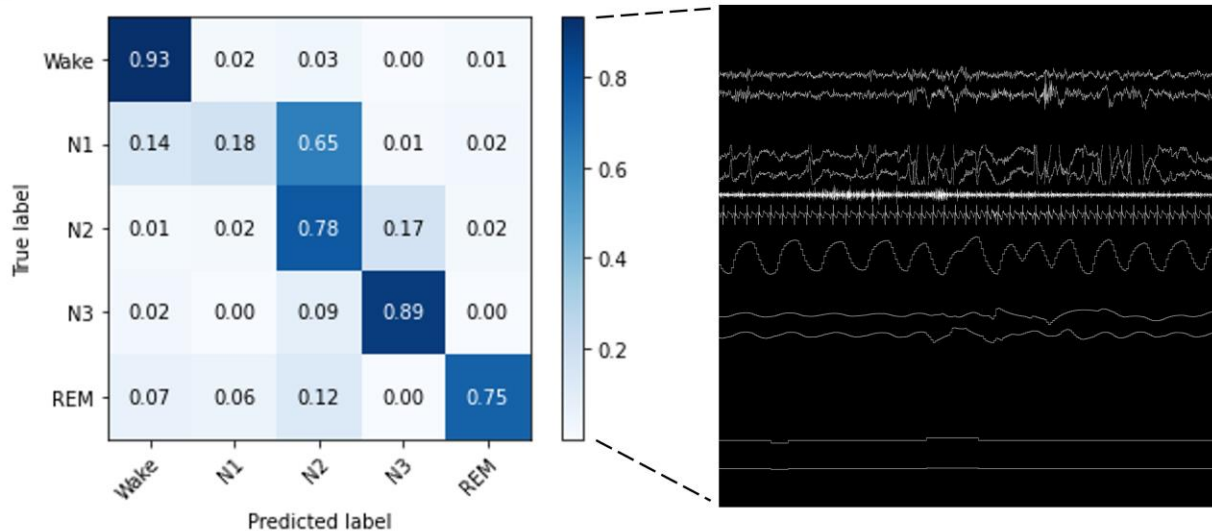 Wake 0.93 0.02 0.03 0.00 0.01
N1 0.14 0.18 0.65 0.01 0.02
N2 0.01 0.02 0.78 0.17 0.02
N3 0.02 0.00 0.09 0.89 0.00
REM 0.07 0.06 0.12 0.00 0.75
Wake N1 N2 N3 REM
Predicted label
True label
0.8
0.6
0.4
0.2